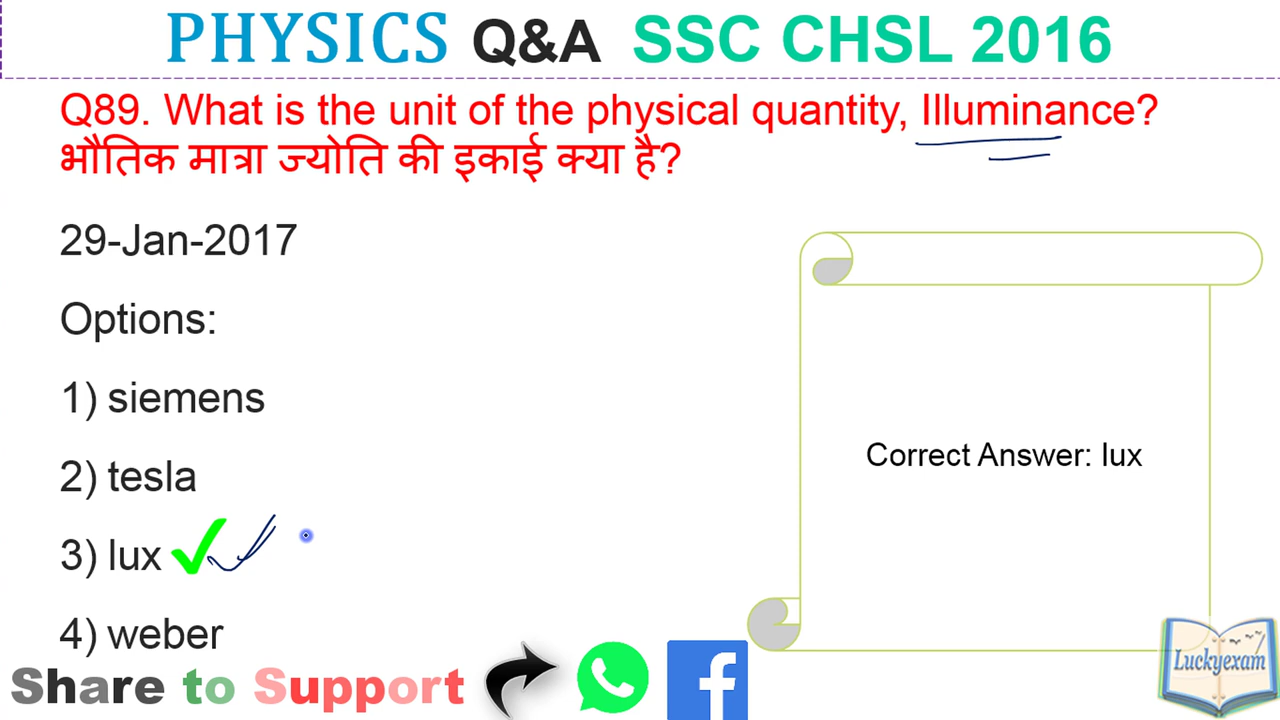 PHYSICS Q&A SSC CHSL 2016
Q89. What is the unit of the physical quantity, Illuminance?
भौतिक मात्रा ज्योति की इकाई क्या है?
29-Jan-2017
Options:
1) siemens
2) tesla
3) lux
4) weber
Correct Answer: lux
Share to Support
Luckyexam